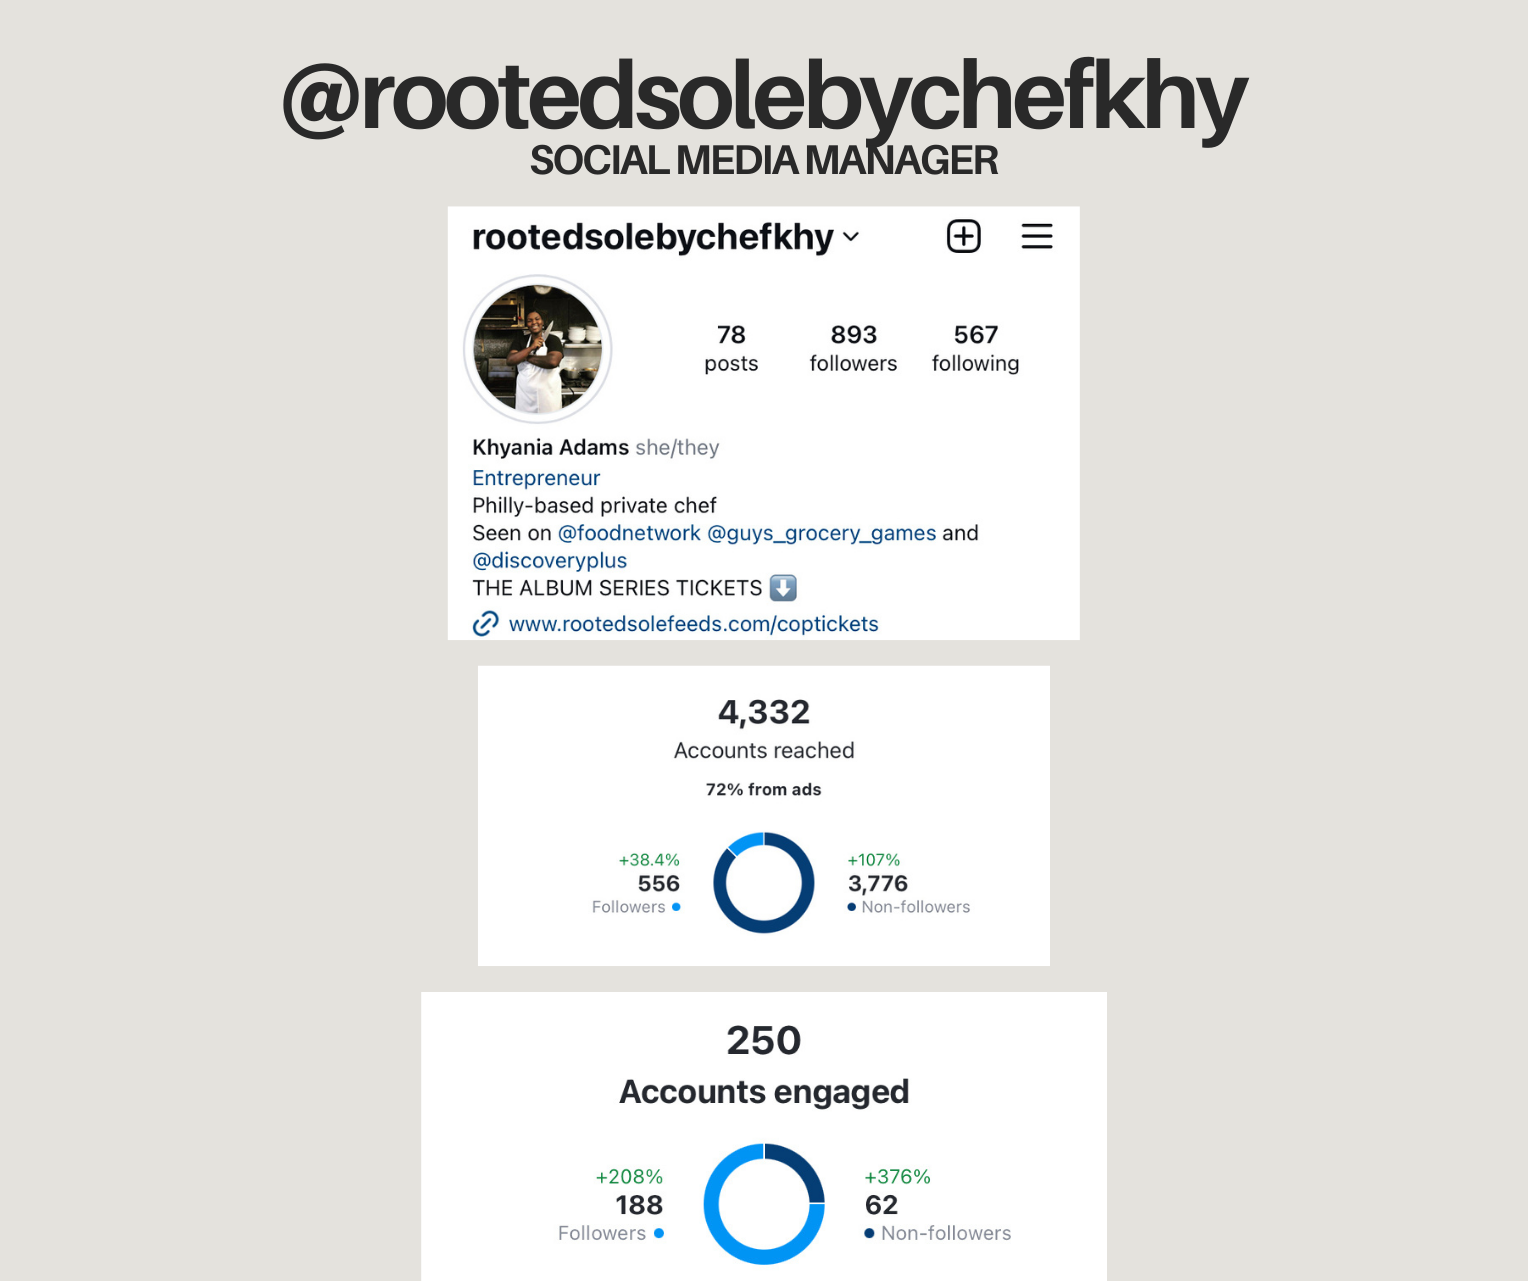 @rootedsolebychefkhy
SOCIAL MEDIA MANAGER
rootedsolebychefkhy
78 893 567
posts followers following
Khyania Adams she/they
Entrepreneur
Philly-based private chef
Seen on @foodnetwork @guys_grocery_games and
@discoveryplus
THE ALBUM SERIES TICKETS ⬇️
www.rootedsolefeeds.com/coptickets
4,332
Accounts reached
72% from ads
+38.4% +107%
556 3,776
Followers Non-followers
250
Accounts engaged
+208% +376%
188 62
Followers Non-followers